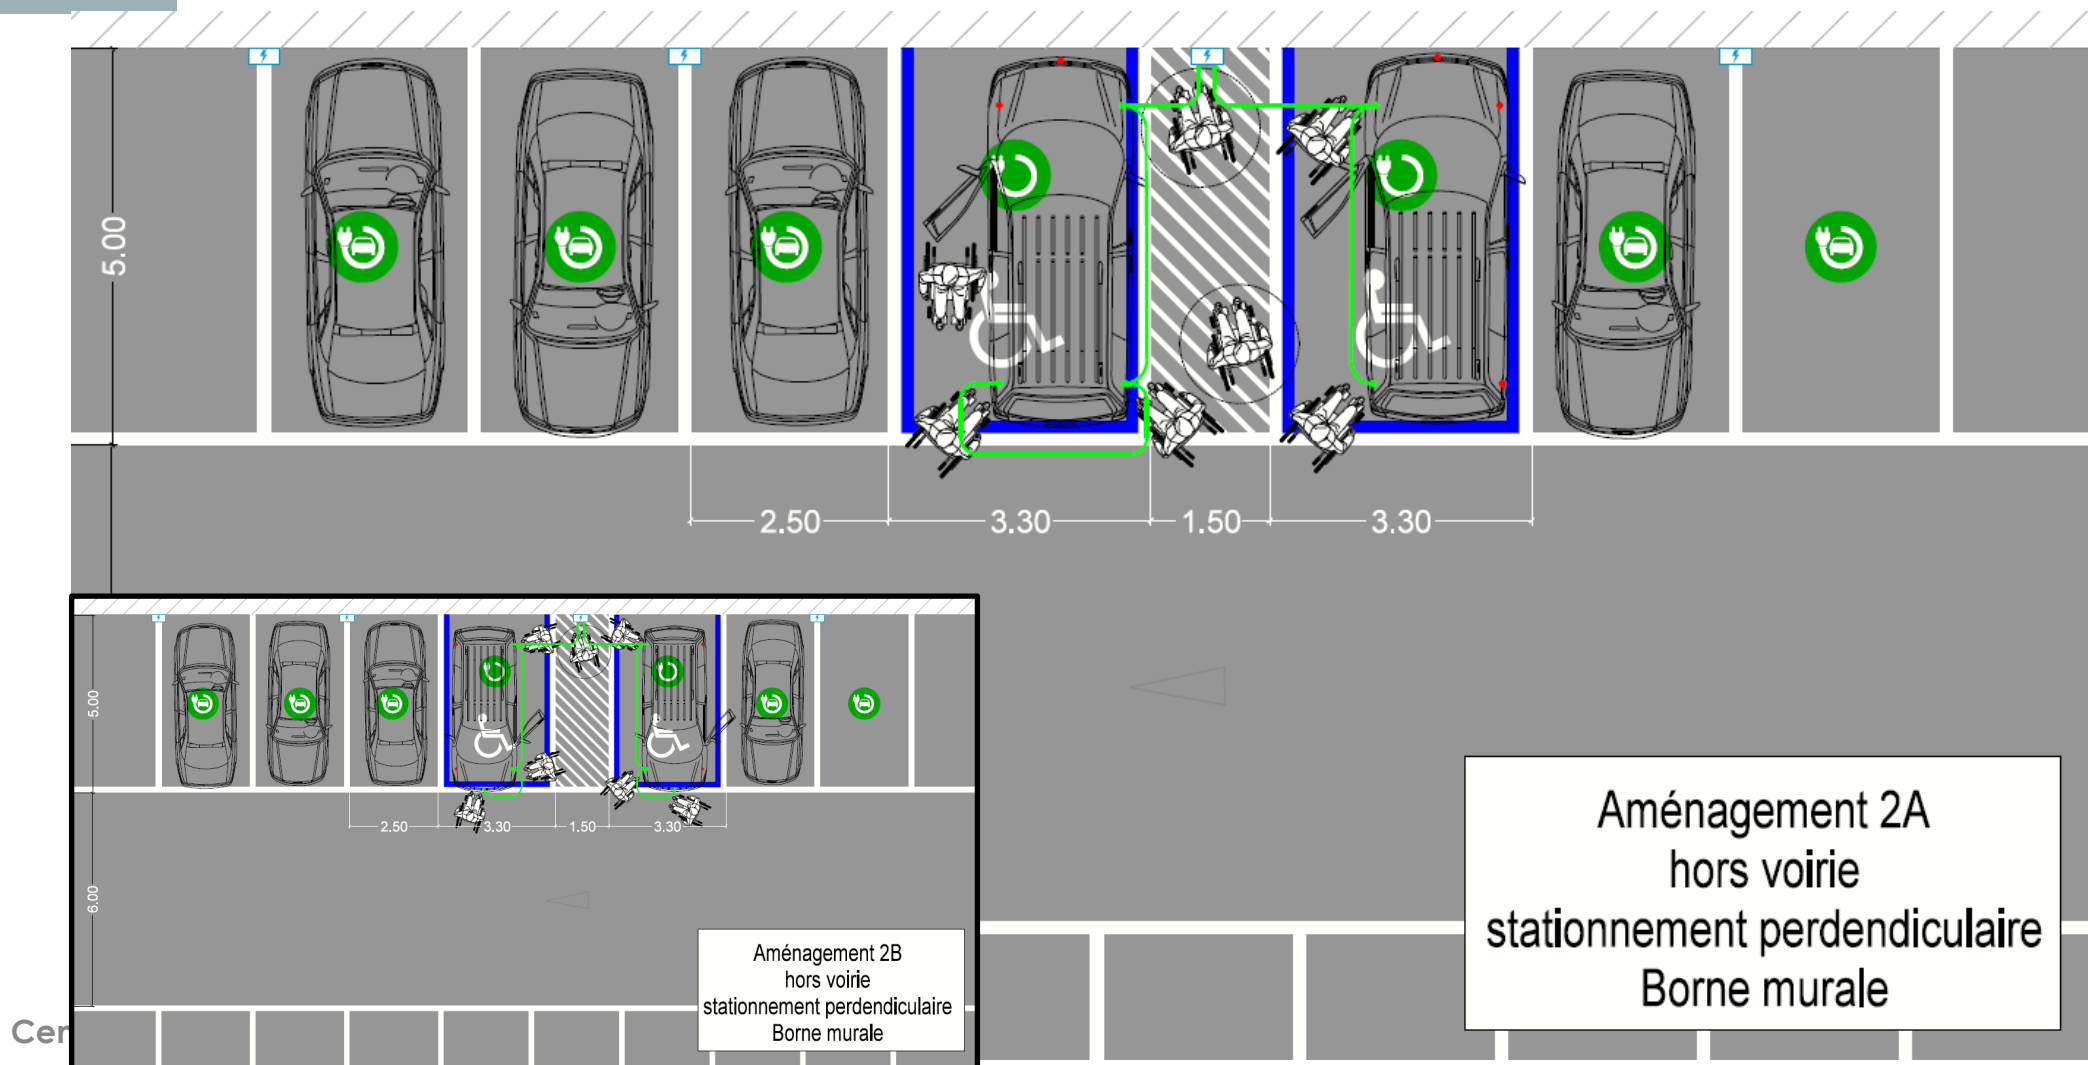 5.00
2.50
3.30
1.50
3.30
5.00
2.50
3.30
1.50
3.30
6.00
Aménagement 2B
hors voirie
stationnement perdendiculaire
Borne murale
Aménagement 2A
hors voirie
stationnement perdendiculaire
Borne murale
Cer